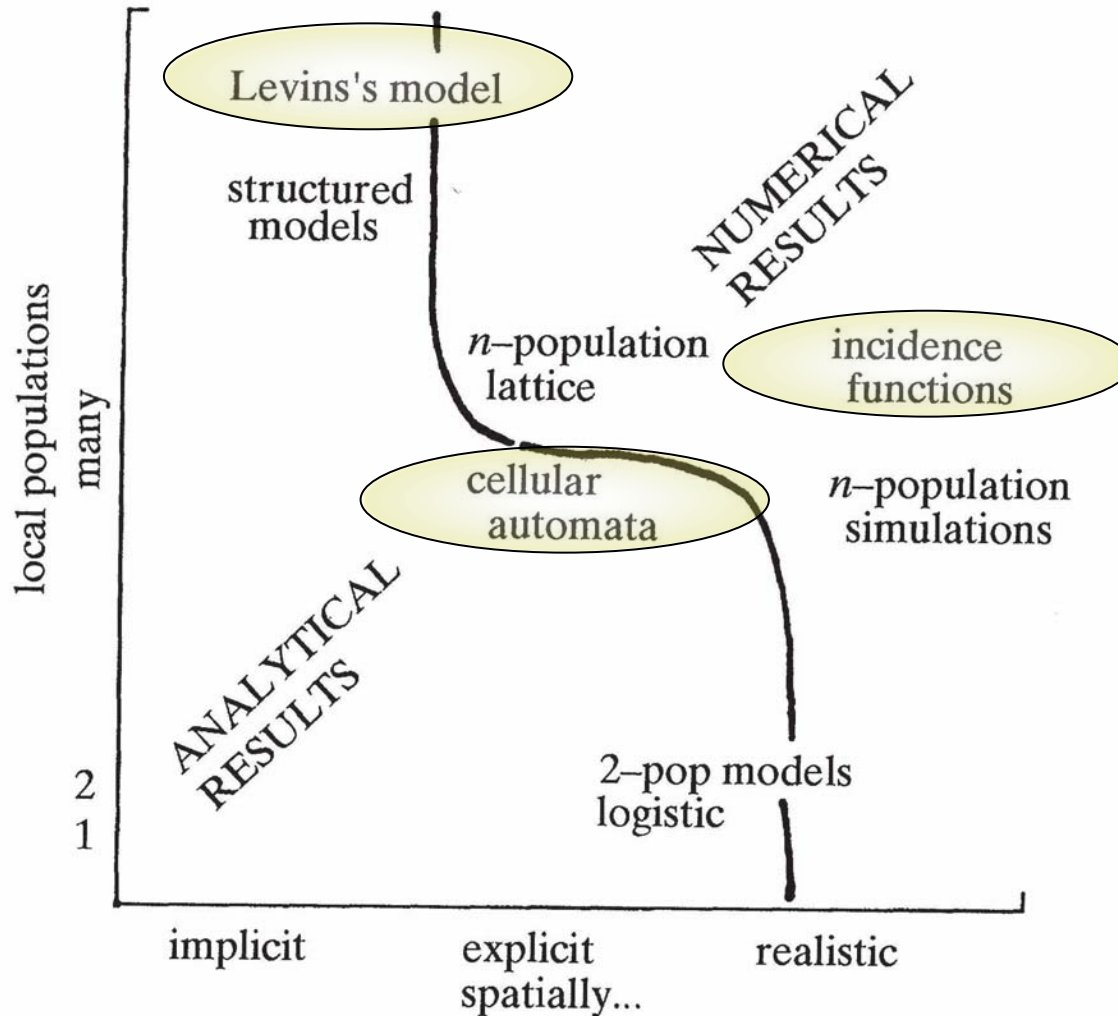 Levins's model
structured
models
NUMERICAL
RESULTS
n–population
lattice
incidence
functions
cellular
automata
n–population
simulations
ANALYTICAL
RESULTS
2–pop models
logistic
local populations
many
2
1
implicit
explicit
realistic
spatially...